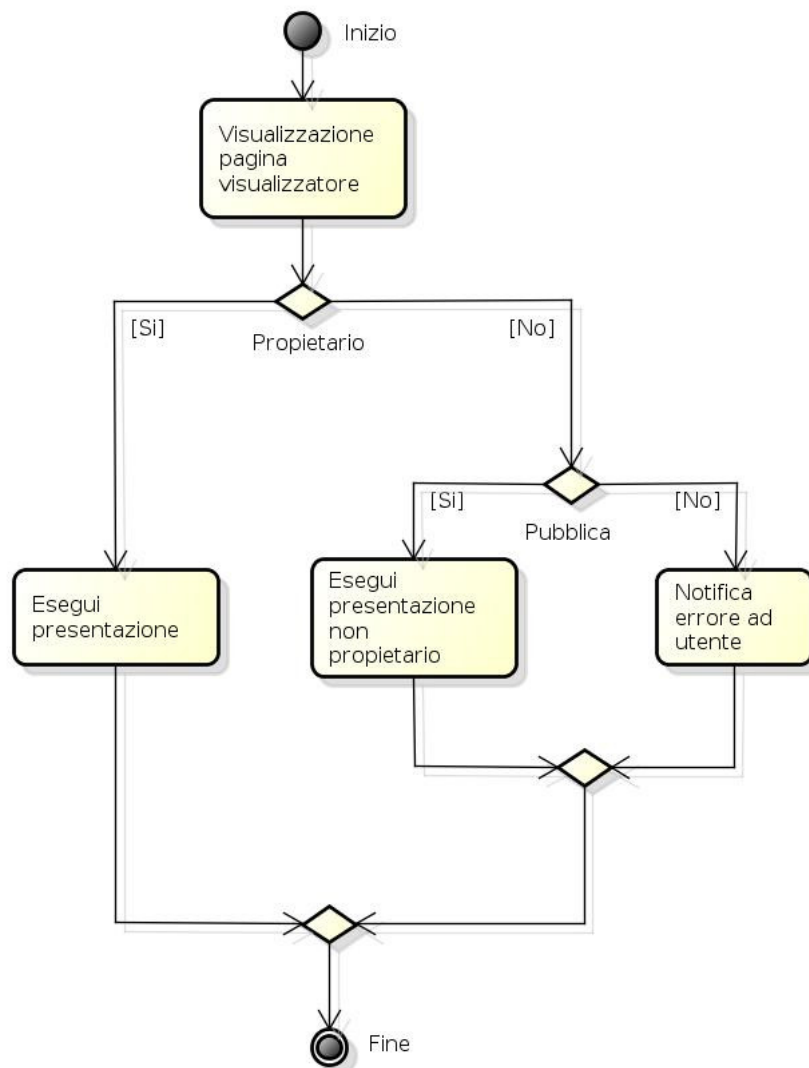 Inizio
Visualizzazione
pagina
visualizzatore
[Si]
[No]
Propietario
[Si]
[No]
Pubblica
Esegui
presentazione
Esegui
presentazione
non
propietario
Notifica
errore ad
utente
Fine